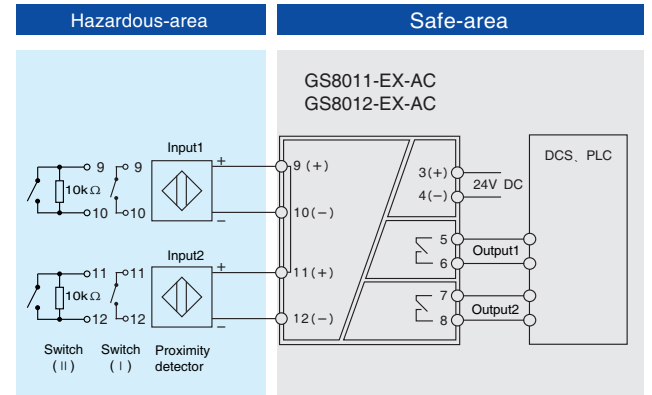 Hazardous-area
Safe-area
GS8011-EX-AC
GS8012-EX-AC
Input1
9 9
10kΩ
10 10
+
−
9(+)
10(−)
3(+)
4(−)
24V DC
DCS、PLC
5
6
Output1
Input2
11 11
10kΩ
12 12
+
−
11(+)
12(−)
7
8
Output2
Switch
(Ⅱ)
Switch
(Ⅰ)
Proximity
detector